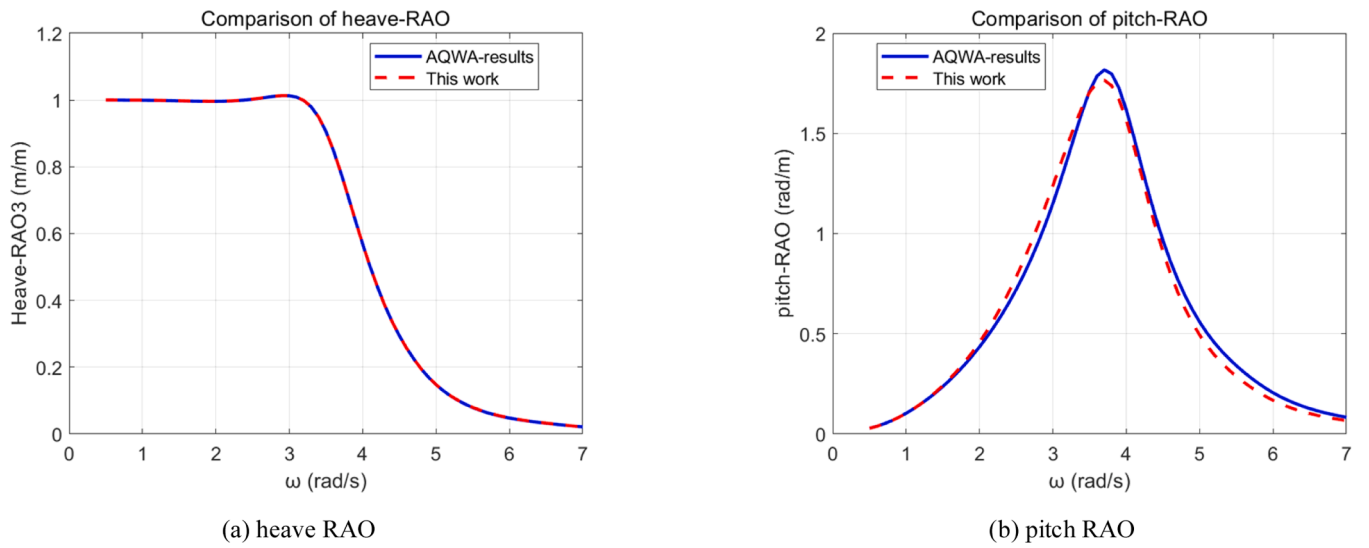 Comparison of heave-RAO
AQWA-results
This work
Heave-RAO3 (m/m)
1.2
1
0.8
0.6
0.4
0.2
0
0 1 2 3 4 5 6 7
ω (rad/s)
(a) heave RAO
Comparison of pitch-RAO
AQWA-results
This work
pitch-RAO (rad/m)
2
1.5
1
0.5
0
0 1 2 3 4 5 6 7
ω (rad/s)
(b) pitch RAO